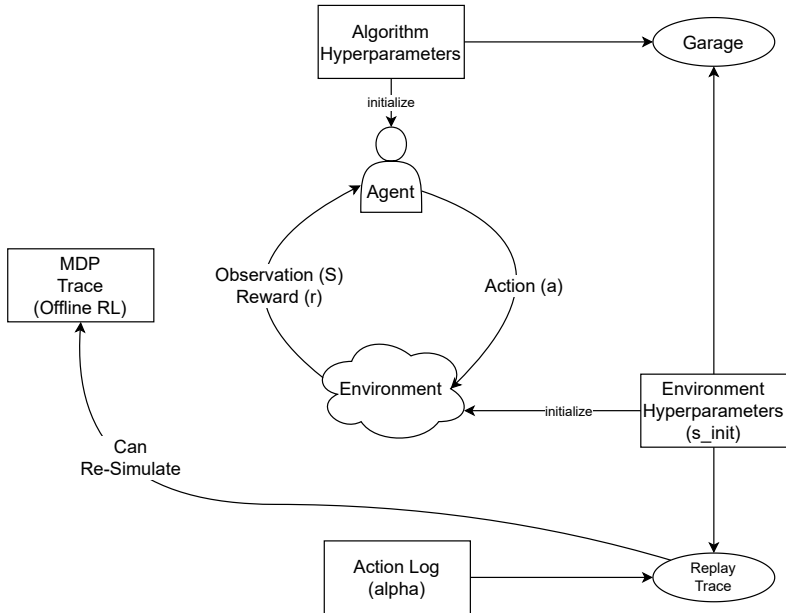 Algorithm
Hyperparameters
Garage
initialize
Agent
MDP
Trace
(Offline RL)
Observation (S)
Reward (r)
Action (a)
Environment
initialize
Environment
Hyperparameters
(s_init)
Can
Re-Simulate
Action Log
(alpha)
Replay
Trace